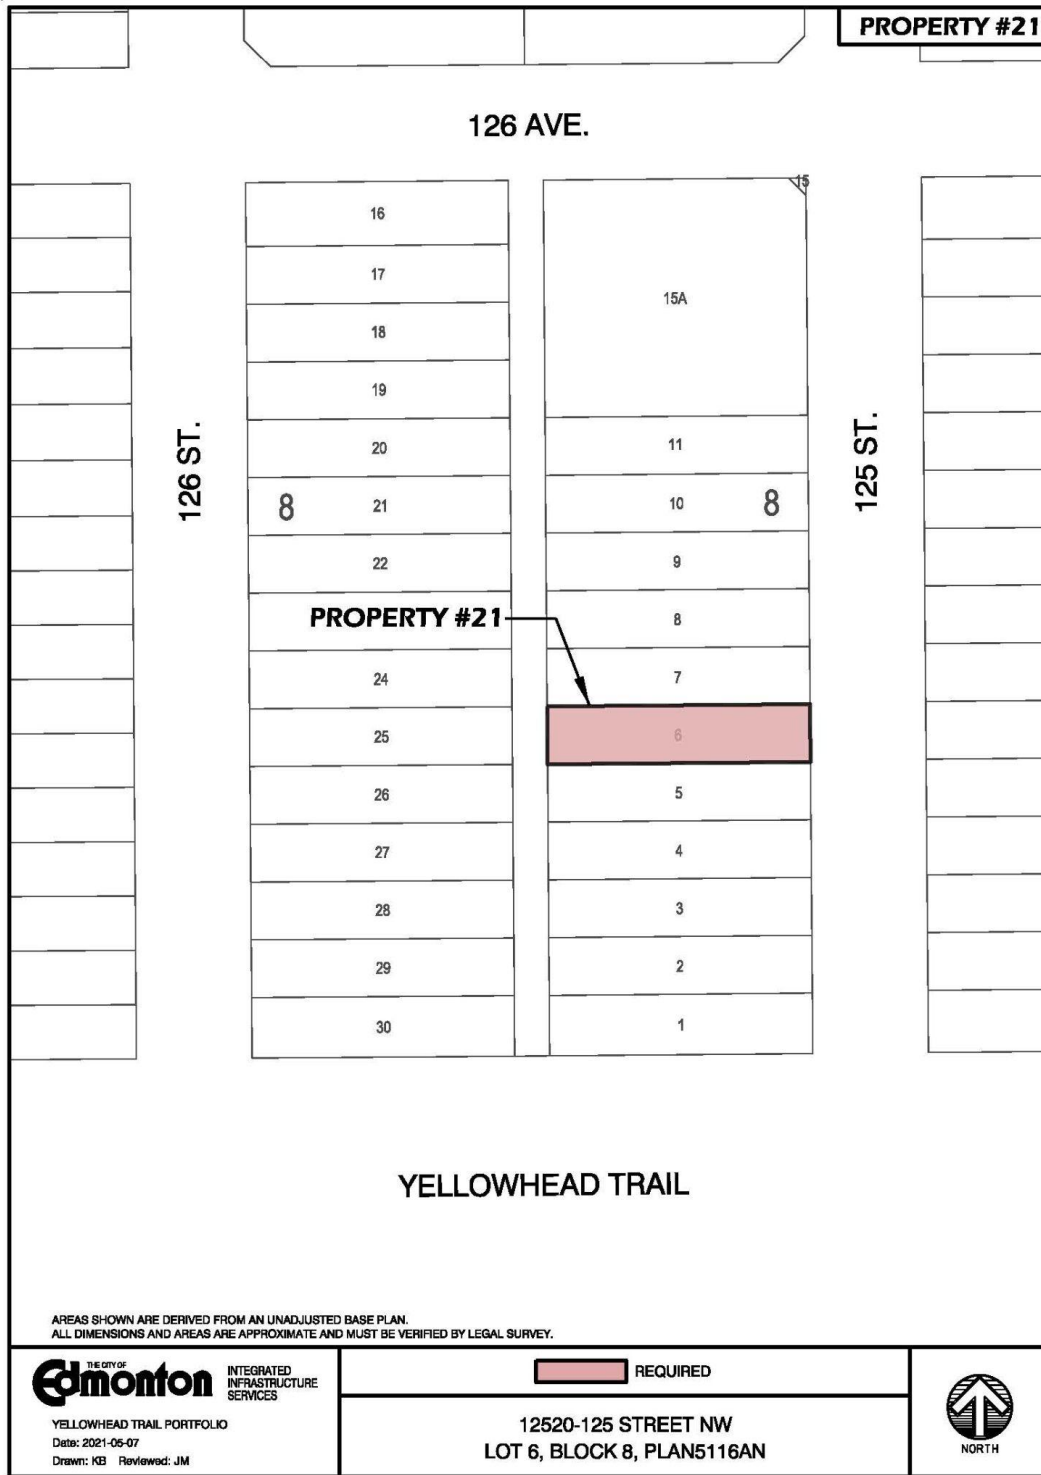 PROPERTY #21
126 AVE.
15
16
17
15A
18
19
20
11
126 ST.
125 ST.
8
21
10
8
22
9
PROPERTY #21
8
24
7
25
6
26
5
27
4
28
3
29
2
30
1
YELLOWHEAD TRAIL
AREAS SHOWN ARE DERIVED FROM AN UNADJUSTED BASE PLAN.
ALL DIMENSIONS AND AREAS ARE APPROXIMATE AND MUST BE VERIFIED BY LEGAL SURVEY.
THE CITY OF
Edmonton
INTEGRATED
INFRASTRUCTURE
SERVICES
YELLOWHEAD TRAIL PORTFOLIO
Date: 2021-05-07
Drawn: KB Reviewed: JM
REQUIRED
12520-125 STREET NW
LOT 6, BLOCK 8, PLAN5116AN
NORTH